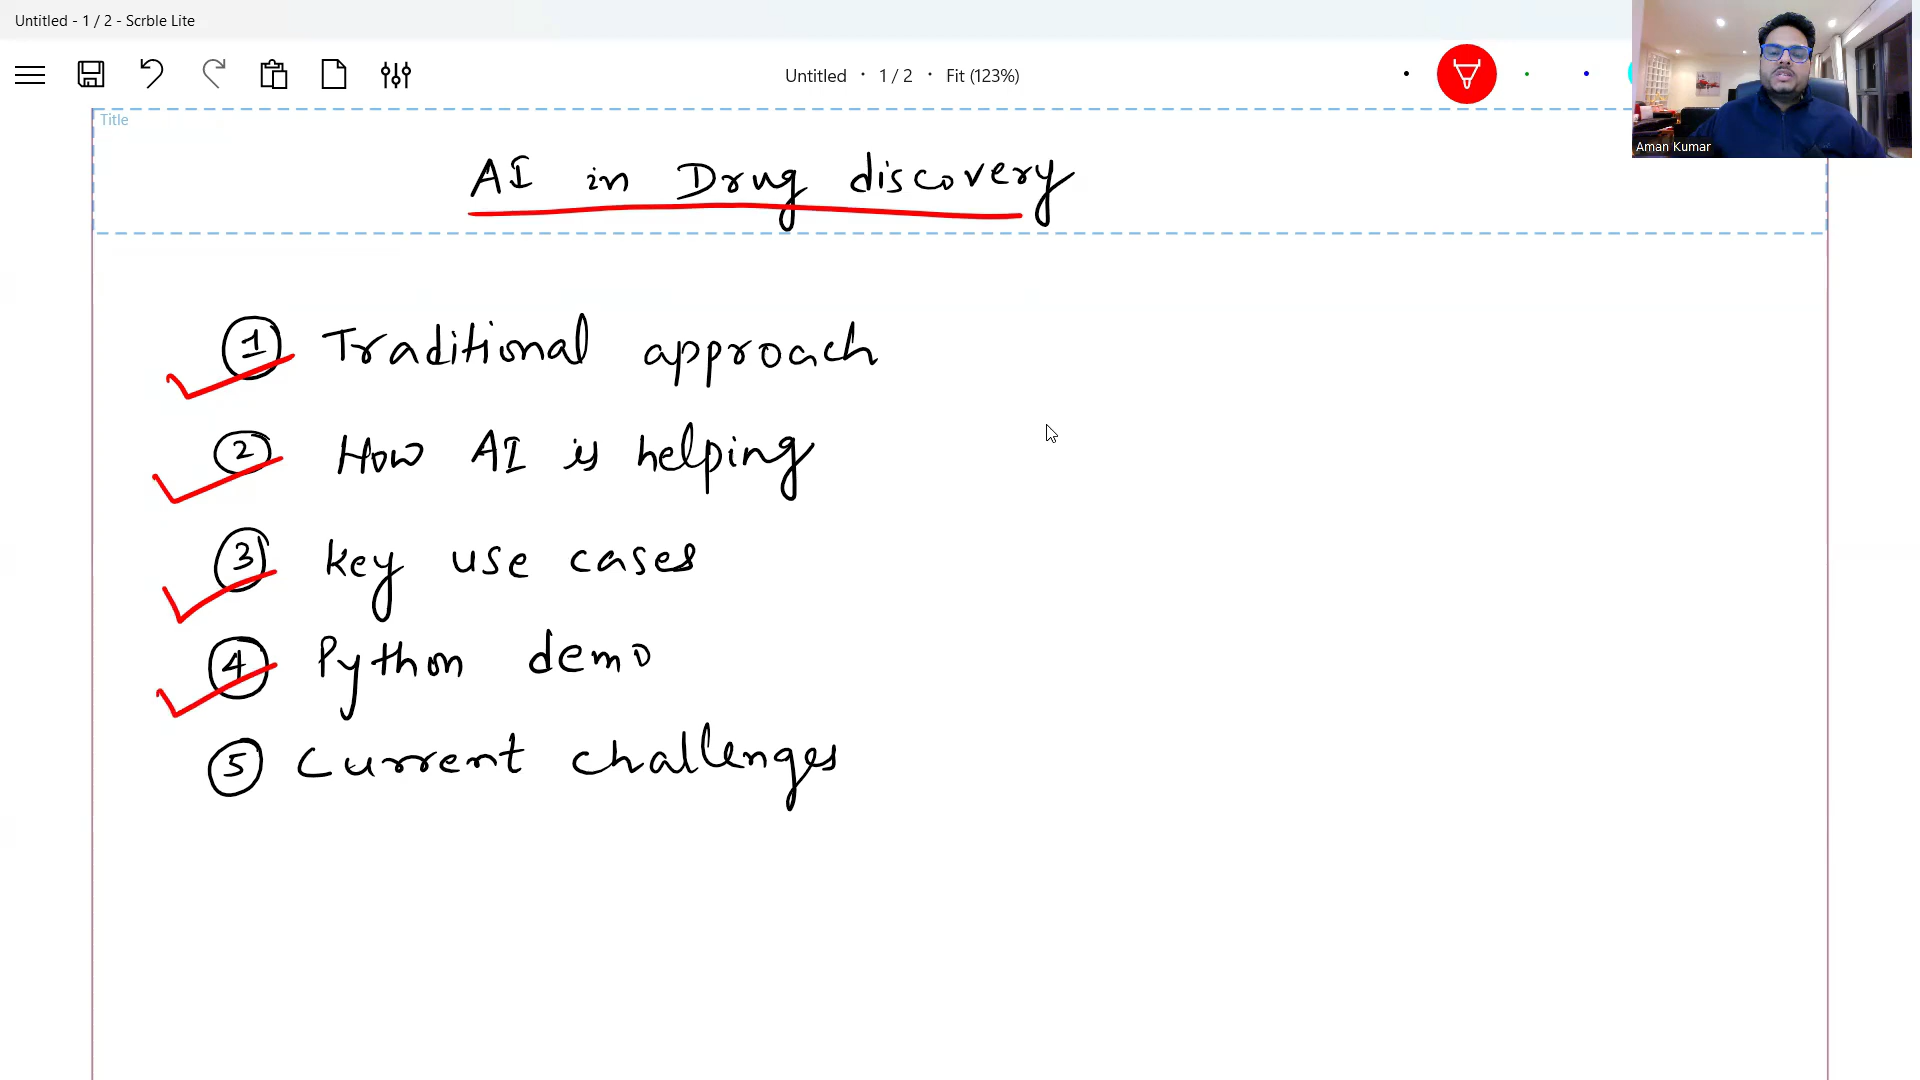 Untitled - 1 / 2 - Scrble Lite
Untitled · 1 / 2 · Fit (123%)
Aman Kumar
Title
AI in Drug discovery
1 Traditional approach
2 How AI is helping
3 key use cases
4 Python demo
5 Current challenges